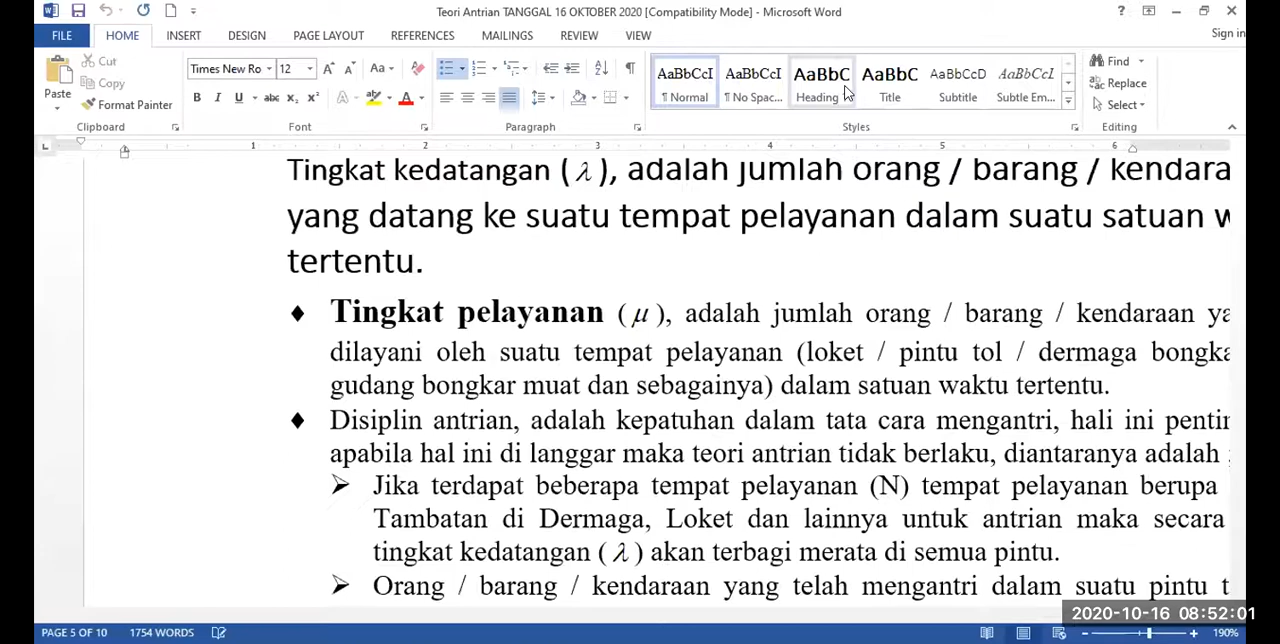 Teori Antrian TANGGAL 16 OKTOBER 2020 [Compatibility Mode] - Microsoft Word
FILE HOME INSERT DESIGN PAGE LAYOUT REFERENCES MAILINGS REVIEW VIEW Sign in
Paste
Cut
Copy
Format Painter
Clipboard
Times New Ro 12
Font
Paragraph
AaBbCcI AaBbCcI AaBbC AaBbC AaBbCcD AaBbCcI
¶ Normal ¶ No Spac... Heading Title Subtitle Subtle Em...
Styles
Find
Replace
Select
Editing
1 2 3 4 5 6
Tingkat kedatangan ( λ ), adalah jumlah orang / barang / kendara
yang datang ke suatu tempat pelayanan dalam suatu satuan w
tertentu.
♦ Tingkat pelayanan ( μ ), adalah jumlah orang / barang / kendaraan ya
dilayani oleh suatu tempat pelayanan (loket / pintu tol / dermaga bongka
gudang bongkar muat dan sebagainya) dalam satuan waktu tertentu.
♦ Disiplin antrian, adalah kepatuhan dalam tata cara mengantri, hali ini pentin
apabila hal ini di langgar maka teori antrian tidak berlaku, diantaranya adalah ;
➢ Jika terdapat beberapa tempat pelayanan (N) tempat pelayanan berupa
Tambatan di Dermaga, Loket dan lainnya untuk antrian maka secara
tingkat kedatangan ( λ ) akan terbagi merata di semua pintu.
➢ Orang / barang / kendaraan yang telah mengantri dalam suatu pintu t
2020-10-16 08:52:01
PAGE 5 OF 10 1754 WORDS 190%